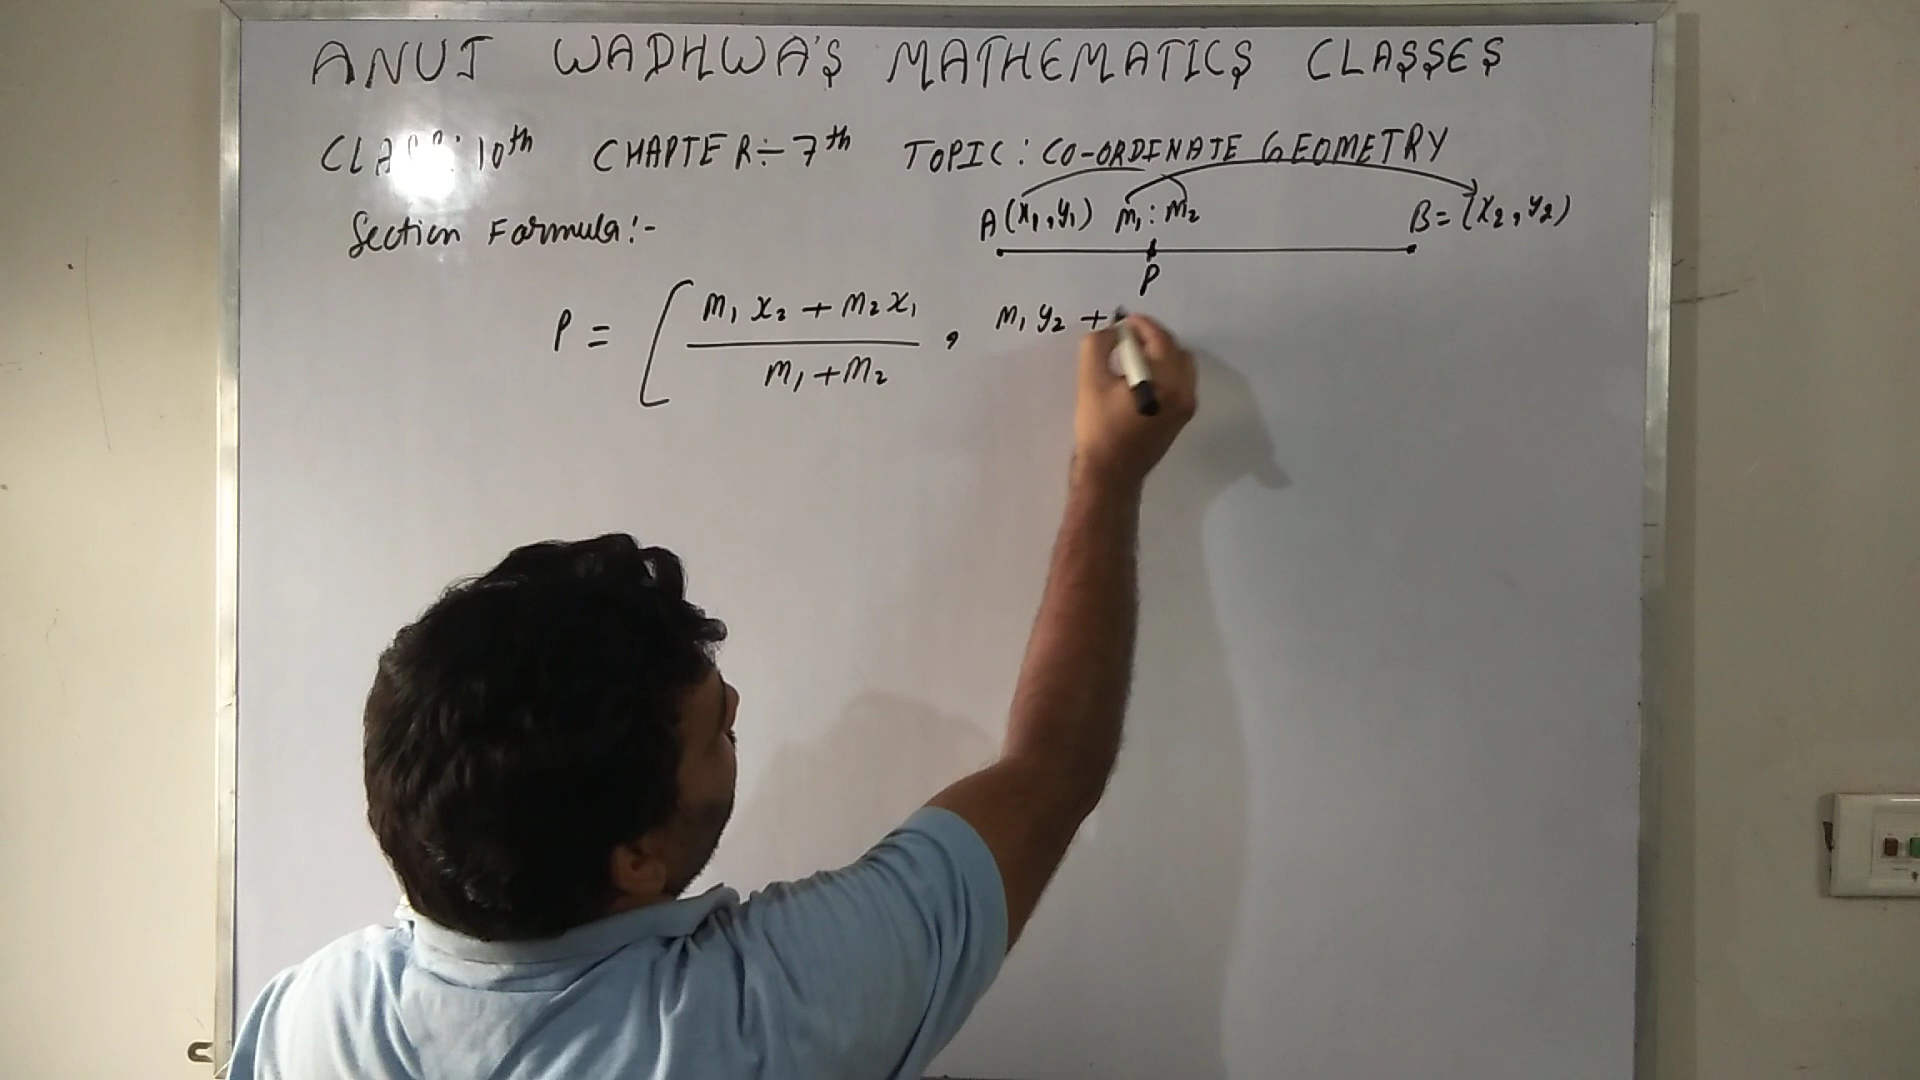 ANUJ WADHWA'S MATHEMATICS CLASSES
CLASS: 10th CHAPTER÷7th TOPIC: CO-ORDINATE GEOMETRY
Section Formula:-
A(x₁,y₁) m₁:m₂ B=(x₂,y₂)
P
P = [ (m₁x₂ + m₂x₁)/(m₁+m₂) , m₁y₂ +